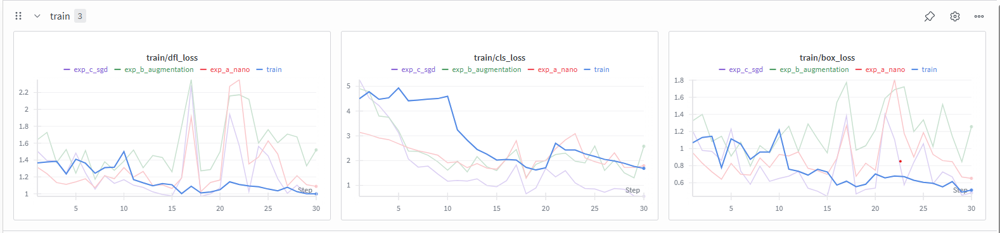 train 3
train/dfl_loss
exp_c_sgd exp_b_augmentation exp_a_nano train
2.2
2
1.8
1.6
1.4
1.2
1
Step
5 10 15 20 25 30
train/cls_loss
exp_c_sgd exp_b_augmentation exp_a_nano train
5
4
3
2
1
Step
5 10 15 20 25 30
train/box_loss
exp_c_sgd exp_b_augmentation exp_a_nano train
1.8
1.6
1.4
1.2
1
0.8
0.6
Step
5 10 15 20 25 30